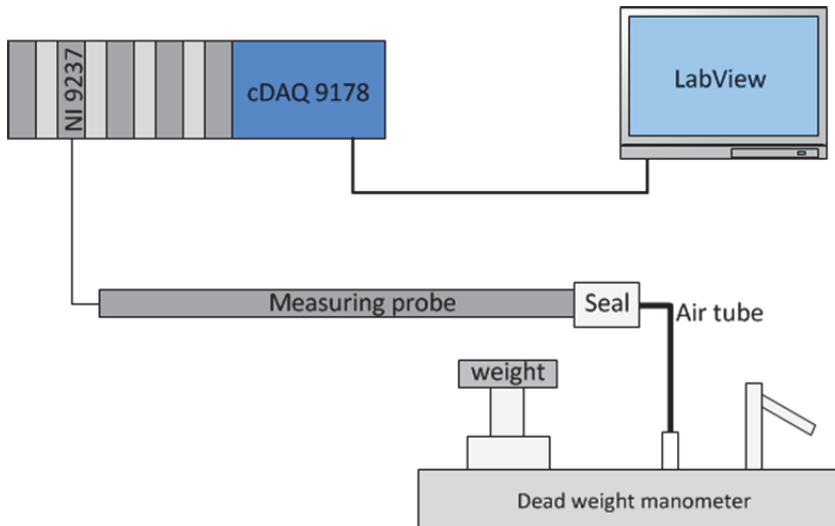 NI 9237
cDAQ 9178
LabView
Measuring probe
Seal
Air tube
weight
Dead weight manometer